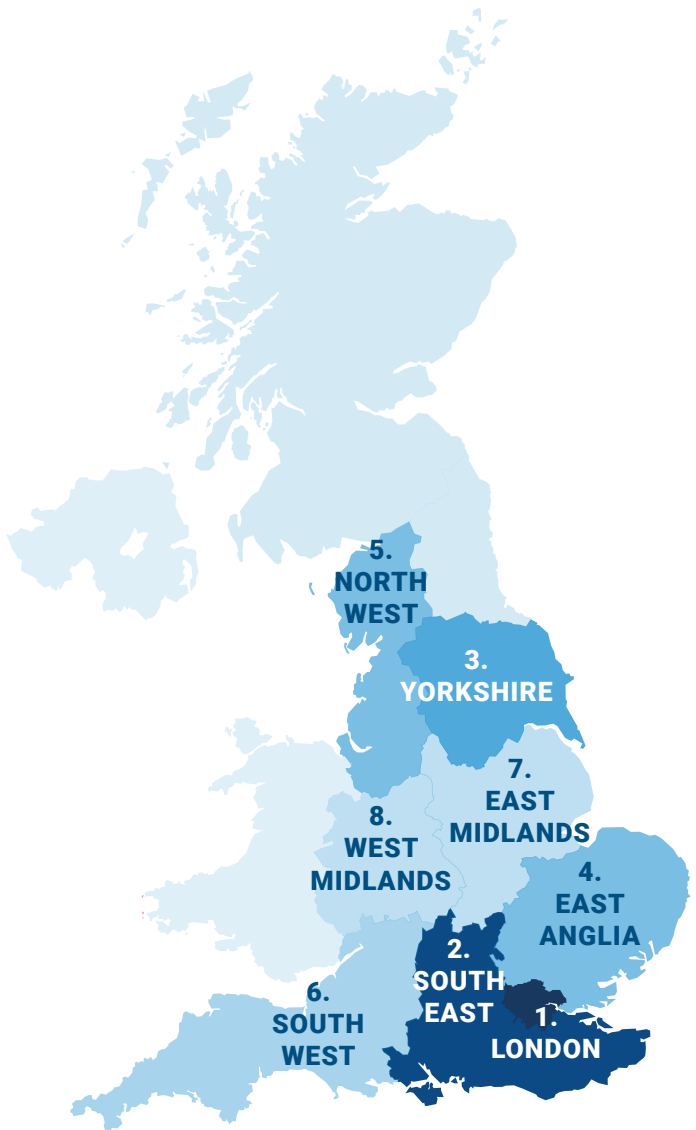 5.
NORTH
WEST
3.
YORKSHIRE
7.
EAST
MIDLANDS
8.
WEST
MIDLANDS
4.
EAST
ANGLIA
2.
SOUTH
EAST
6.
SOUTH
WEST
1.
LONDON